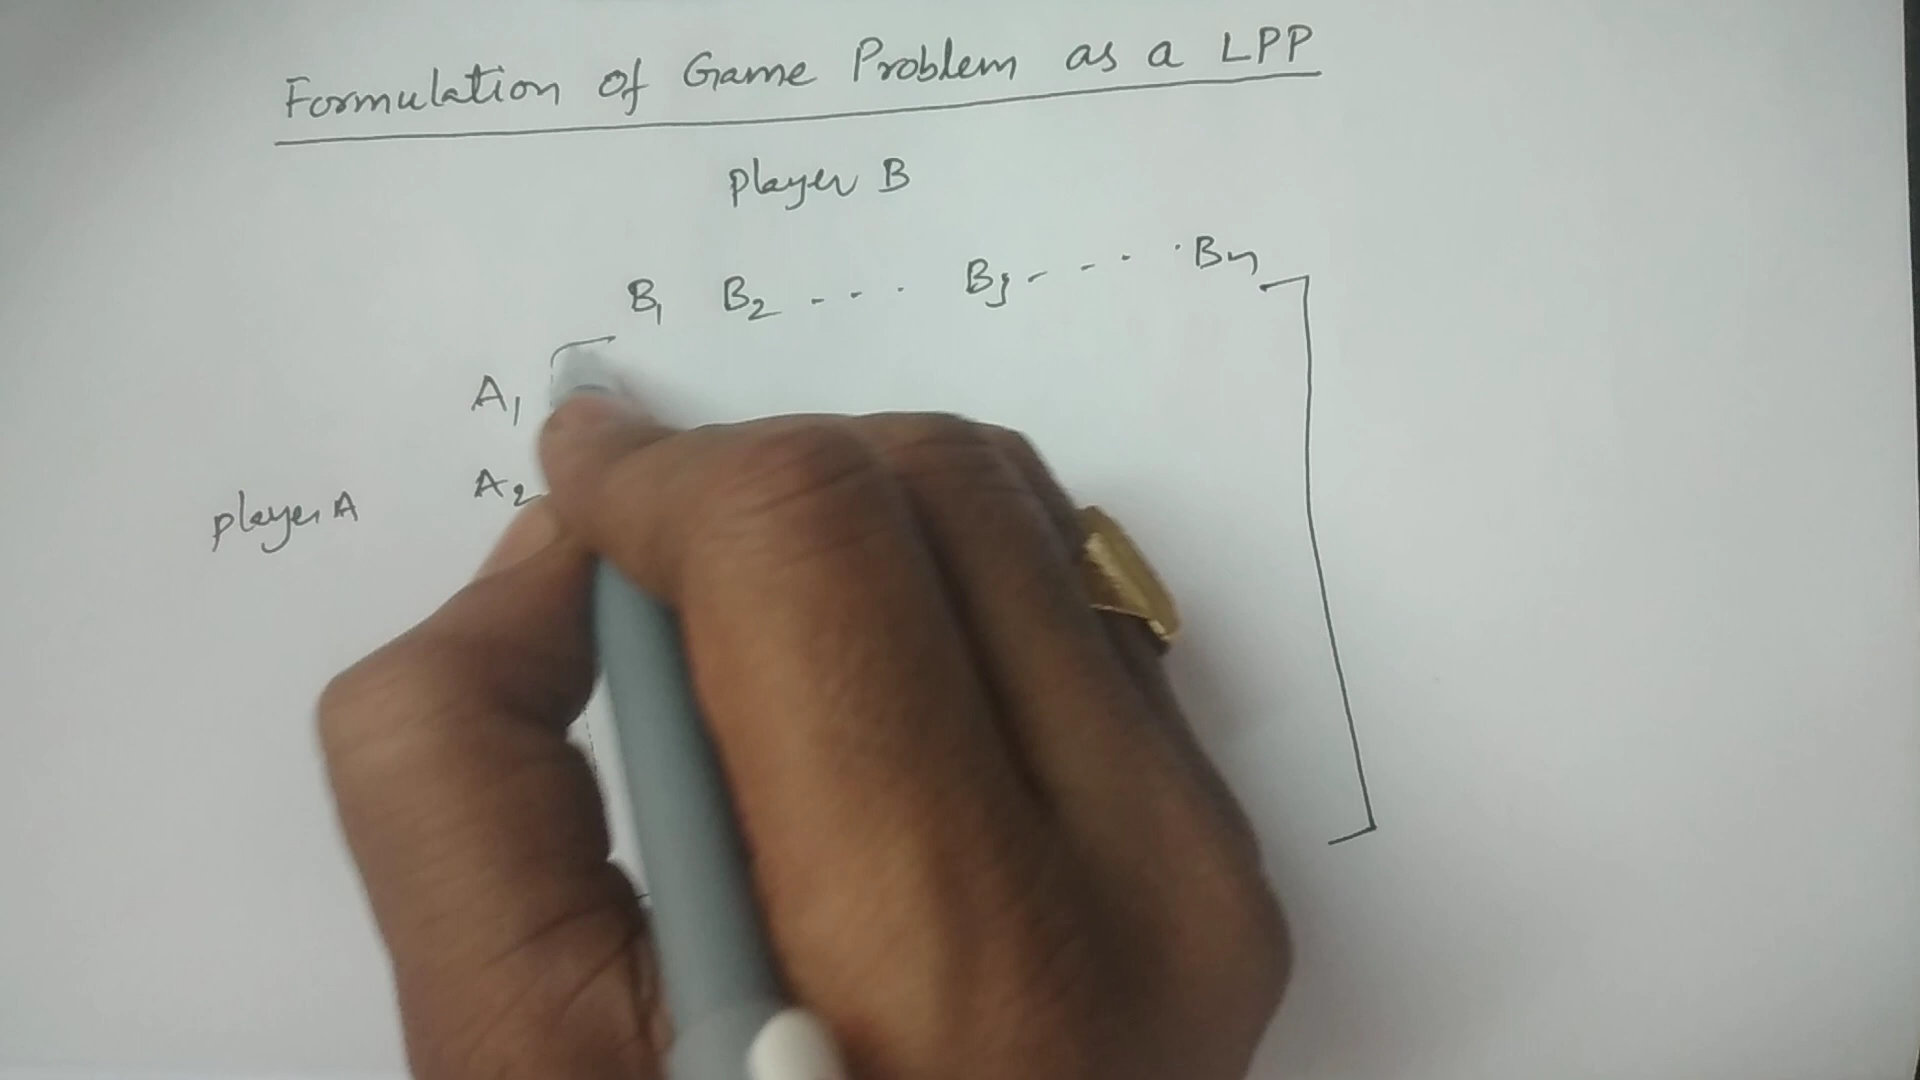 Formulation of Game Problem as a LPP
Player B
B1 B2 - - - . Bj - - - . Bn
A1
A2
player A